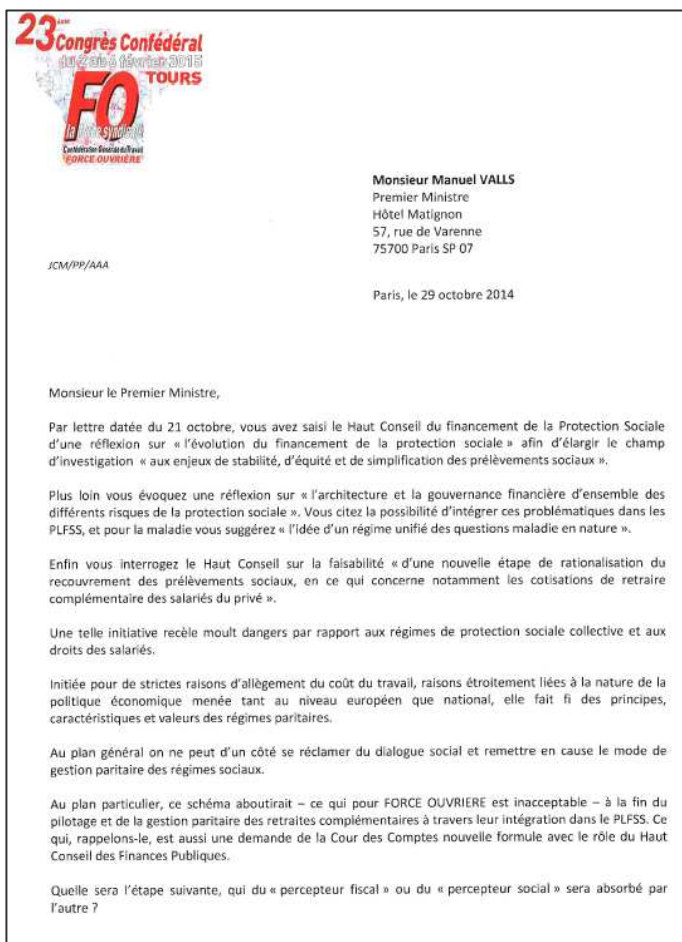 23ème Congrès Confédéral
du 2 au 6 février 2015
TOURS
FO
la force syndicale
Confédération Générale du Travail
FORCE OUVRIÈRE
Monsieur Manuel VALLS
Premier Ministre
Hôtel Matignon
57, rue de Varenne
75700 Paris SP 07
JCM/PP/AAA
Paris, le 29 octobre 2014
Monsieur le Premier Ministre,
Par lettre datée du 21 octobre, vous avez saisi le Haut Conseil du financement de la Protection Sociale
d'une réflexion sur « l'évolution du financement de la protection sociale » afin d'élargir le champ
d'investigation « aux enjeux de stabilité, d'équité et de simplification des prélèvements sociaux ».
Plus loin vous évoquez une réflexion sur « l'architecture et la gouvernance financière d'ensemble des
différents risques de la protection sociale ». Vous citez la possibilité d'intégrer ces problématiques dans les
PLFSS, et pour la maladie vous suggérez « l'idée d'un régime unifié des questions maladie en nature ».
Enfin vous interrogez le Haut Conseil sur la faisabilité « d'une nouvelle étape de rationalisation du
recouvrement des prélèvements sociaux, en ce qui concerne notamment les cotisations de retraire
complémentaire des salariés du privé ».
Une telle initiative recèle moult dangers par rapport aux régimes de protection sociale collective et aux
droits des salariés.
Initiée pour de strictes raisons d'allègement du coût du travail, raisons étroitement liées à la nature de la
politique économique menée tant au niveau européen que national, elle fait fi des principes,
caractéristiques et valeurs des régimes paritaires.
Au plan général on ne peut d'un côté se réclamer du dialogue social et remettre en cause le mode de
gestion paritaire des régimes sociaux.
Au plan particulier, ce schéma aboutirait – ce qui pour FORCE OUVRIERE est inacceptable – à la fin du
pilotage et de la gestion paritaire des retraites complémentaires à travers leur intégration dans le PLFSS. Ce
qui, rappelons-le, est aussi une demande de la Cour des Comptes nouvelle formule avec le rôle du Haut
Conseil des Finances Publiques.
Quelle sera l'étape suivante, qui du « percepteur fiscal » ou du « percepteur social » sera absorbé par
l'autre ?